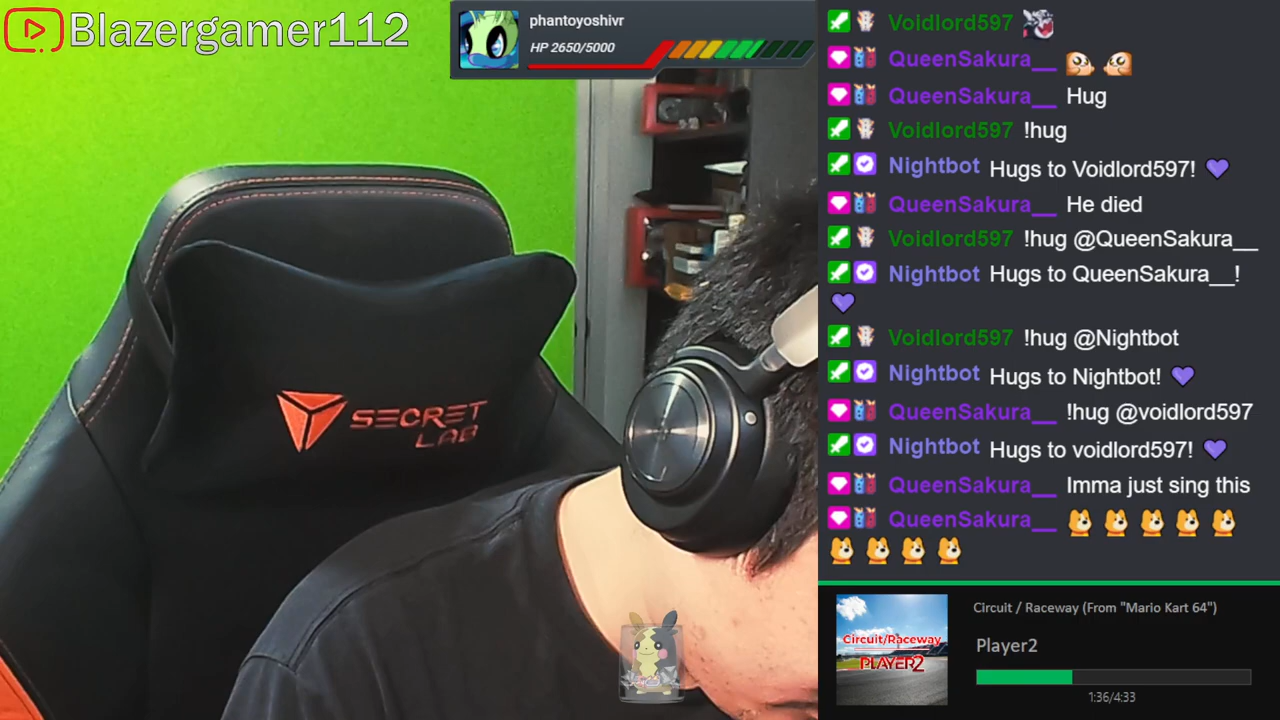 Blazergamer112
phantoyoshivr
HP 2650/5000
SECRET
LAB
Voidlord597
QueenSakura__
QueenSakura__ Hug
Voidlord597 !hug
Nightbot Hugs to Voidlord597! 💜
QueenSakura__ He died
Voidlord597 !hug @QueenSakura__
Nightbot Hugs to QueenSakura__!
💜
Voidlord597 !hug @Nightbot
Nightbot Hugs to Nightbot! 💜
QueenSakura__ !hug @voidlord597
Nightbot Hugs to voidlord597! 💜
QueenSakura__ Imma just sing this
QueenSakura__
Circuit / Raceway (From "Mario Kart 64")
Player2
1:36/4:33
Circuit/Raceway
PLAYER2